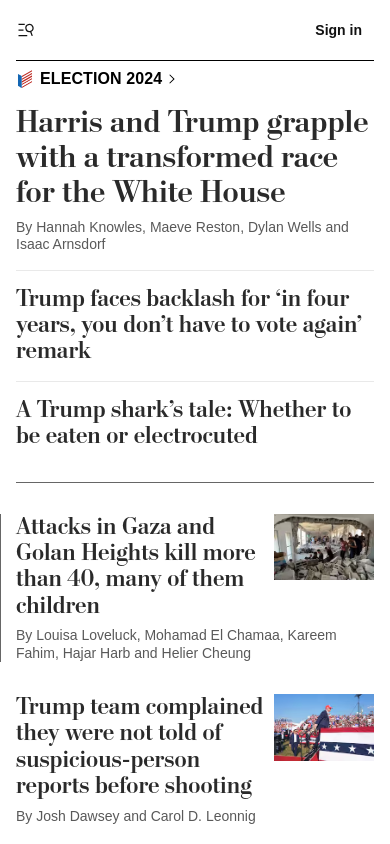 Sign in
ELECTION 2024
Harris and Trump grapple
with a transformed race
for the White House
By Hannah Knowles, Maeve Reston, Dylan Wells and
Isaac Arnsdorf
Trump faces backlash for ‘in four
years, you don’t have to vote again’
remark
A Trump shark’s tale: Whether to
be eaten or electrocuted
Attacks in Gaza and
Golan Heights kill more
than 40, many of them
children
By Louisa Loveluck, Mohamad El Chamaa, Kareem
Fahim, Hajar Harb and Helier Cheung
Trump team complained
they were not told of
suspicious-person
reports before shooting
By Josh Dawsey and Carol D. Leonnig